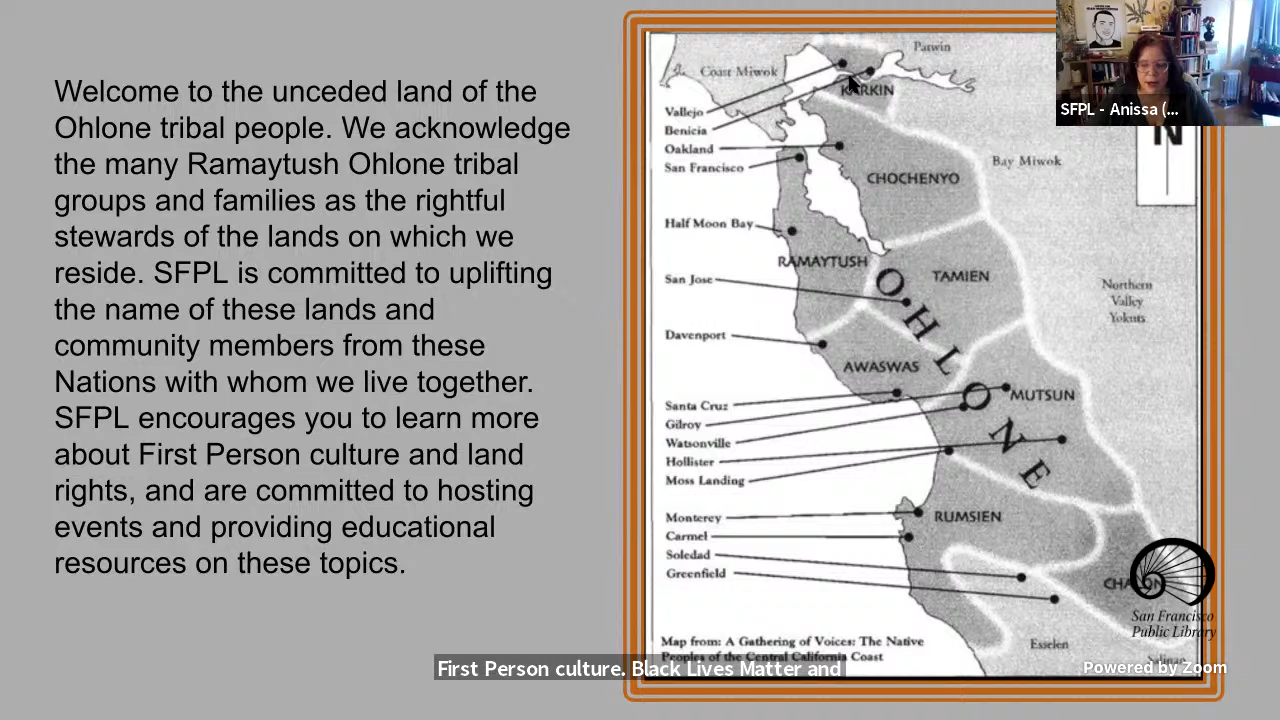 Welcome to the unceded land of the
Ohlone tribal people. We acknowledge
the many Ramaytush Ohlone tribal
groups and families as the rightful
stewards of the lands on which we
reside. SFPL is committed to uplifting
the name of these lands and
community members from these
Nations with whom we live together.
SFPL encourages you to learn more
about First Person culture and land
rights, and are committed to hosting
events and providing educational
resources on these topics.
Patwin
Coast Miwok
KARKIN
Vallejo
Benicia
Oakland
San Francisco
CHOCHENYO
Bay Miwok
N
SFPL - Anissa (...
Half Moon Bay
RAMAYTUSH
San Jose
TAMIEN
Northern
Valley
Yokuts
OHLONE
Davenport
AWASWAS
Santa Cruz
Gilroy
Watsonville
Hollister
Moss Landing
MUTSUN
Monterey
Carmel
Soledad
Greenfield
RUMSIEN
San Francisco
Public Library
Esselen
Map from: A Gathering of Voices: The Native
Peoples of the Central California Coast
First Person culture. Black Lives Matter and
Powered by Zoom